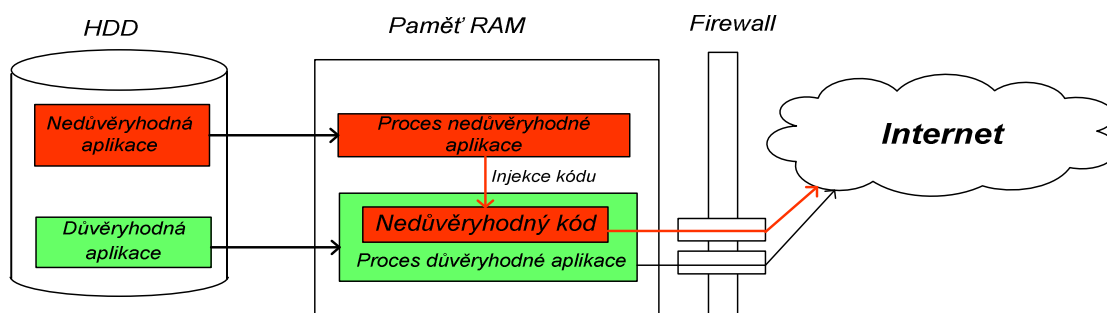 HDD
Paměť RAM
Firewall
Nedůvěryhodná
aplikace
Proces nedůvěryhodné
aplikace
Injekce kódu
Internet
Důvěryhodná
aplikace
Nedůvěryhodný kód
Proces důvěryhodné aplikace